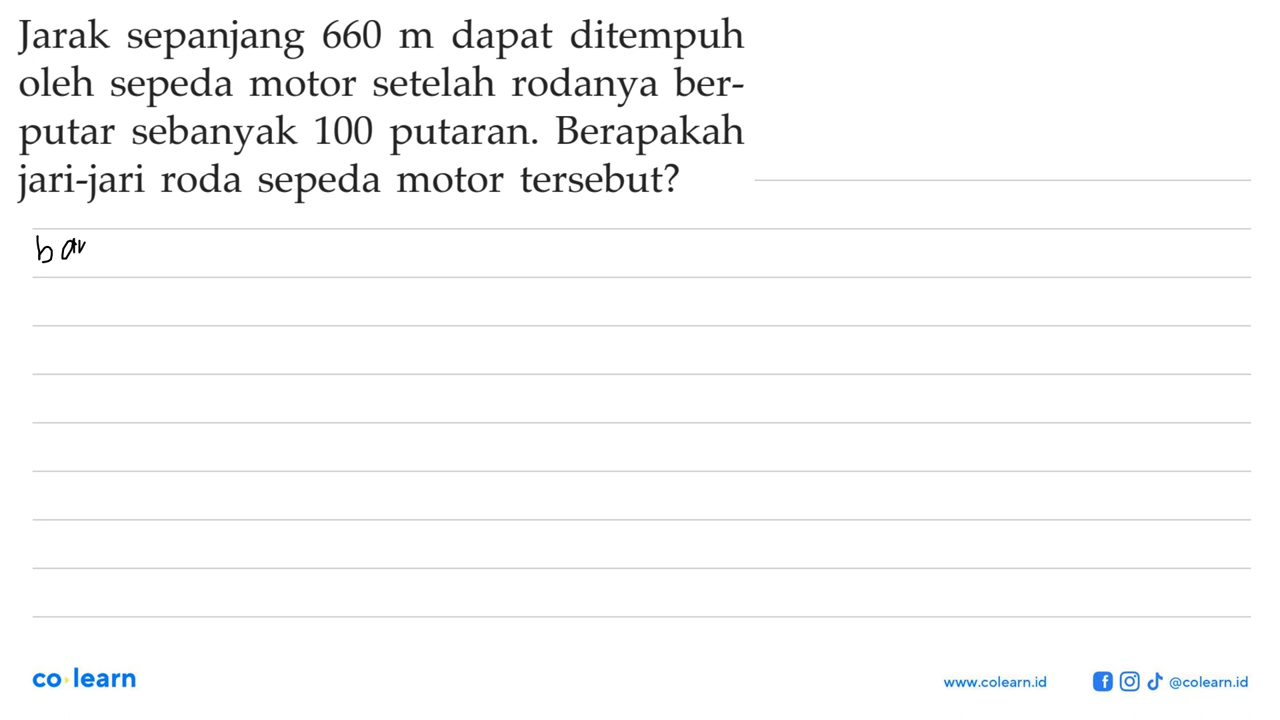 Jarak sepanjang 660 m dapat ditempuh
oleh sepeda motor setelah rodanya ber-
putar sebanyak 100 putaran. Berapakah
jari-jari roda sepeda motor tersebut?
co learn
www.colearn.id
@colearn.id